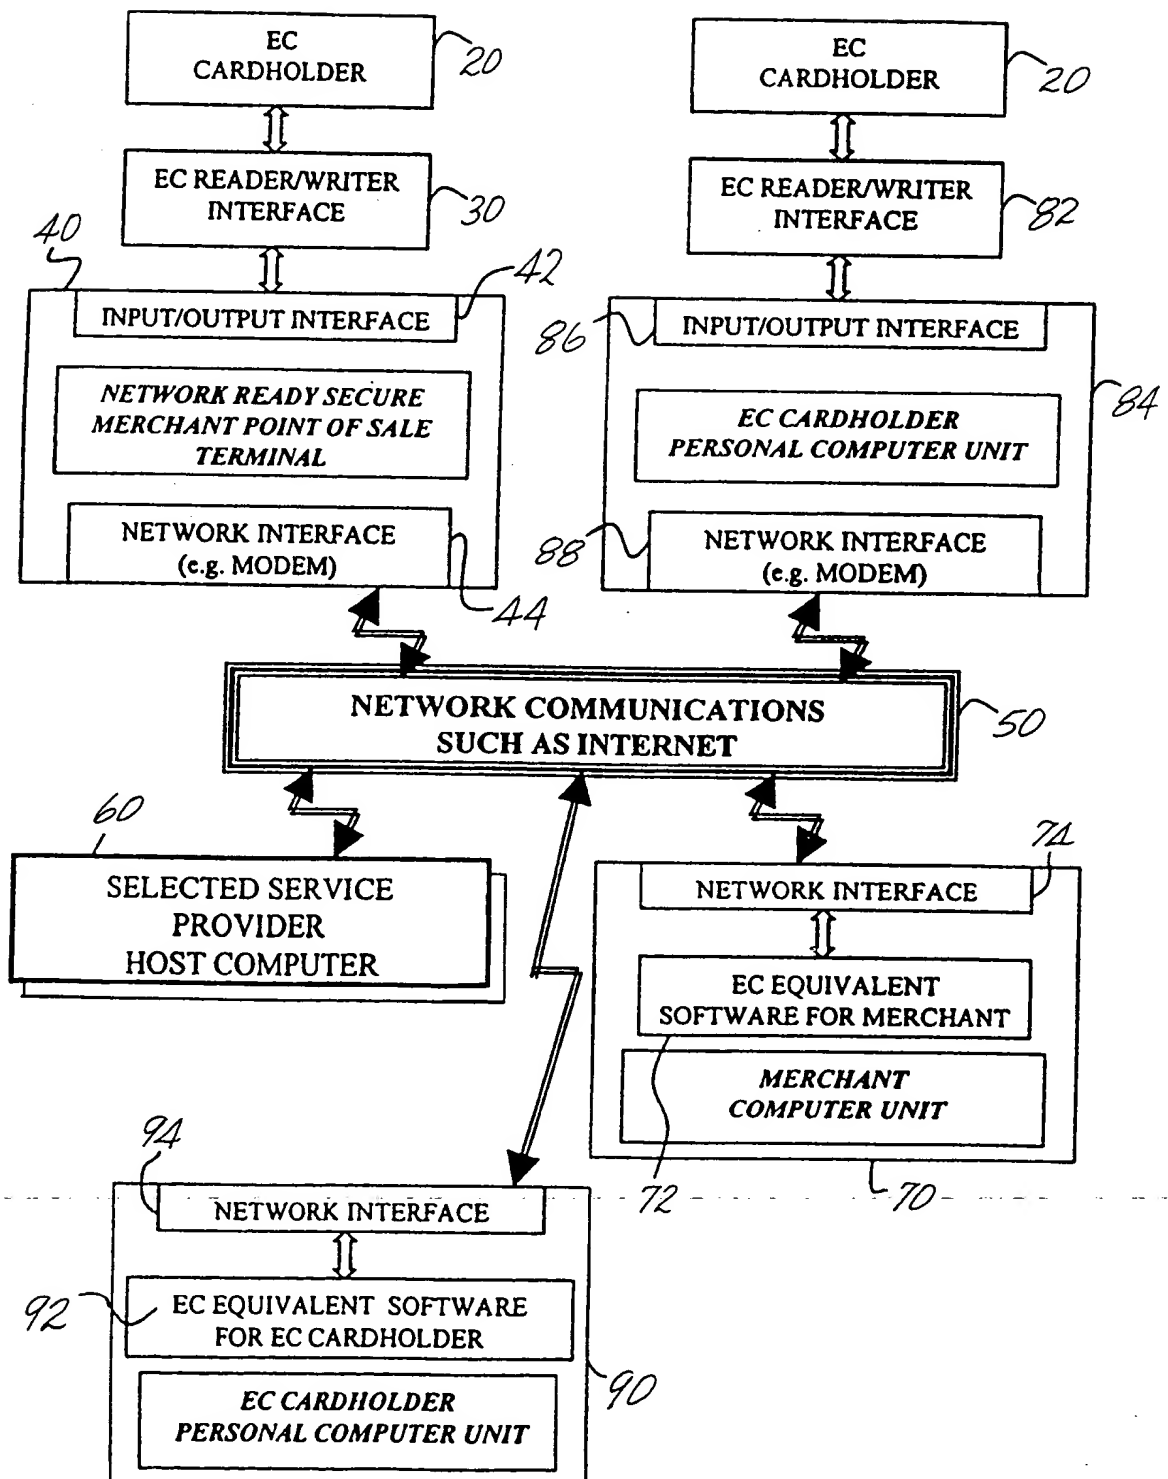 EC
CARDHOLDER
20
EC READER/WRITER
INTERFACE
30
40
INPUT/OUTPUT INTERFACE
42
NETWORK READY SECURE
MERCHANT POINT OF SALE
TERMINAL
NETWORK INTERFACE
(e.g. MODEM)
44
EC
CARDHOLDER
20
EC READER/WRITER
INTERFACE
82
INPUT/OUTPUT INTERFACE
86
84
EC CARDHOLDER
PERSONAL COMPUTER UNIT
88
NETWORK INTERFACE
(e.g. MODEM)
NETWORK COMMUNICATIONS
SUCH AS INTERNET
50
60
SELECTED SERVICE
PROVIDER
HOST COMPUTER
74
NETWORK INTERFACE
EC EQUIVALENT
SOFTWARE FOR MERCHANT
MERCHANT
COMPUTER UNIT
72
70
94
NETWORK INTERFACE
92
EC EQUIVALENT SOFTWARE
FOR EC CARDHOLDER
90
EC CARDHOLDER
PERSONAL COMPUTER UNIT